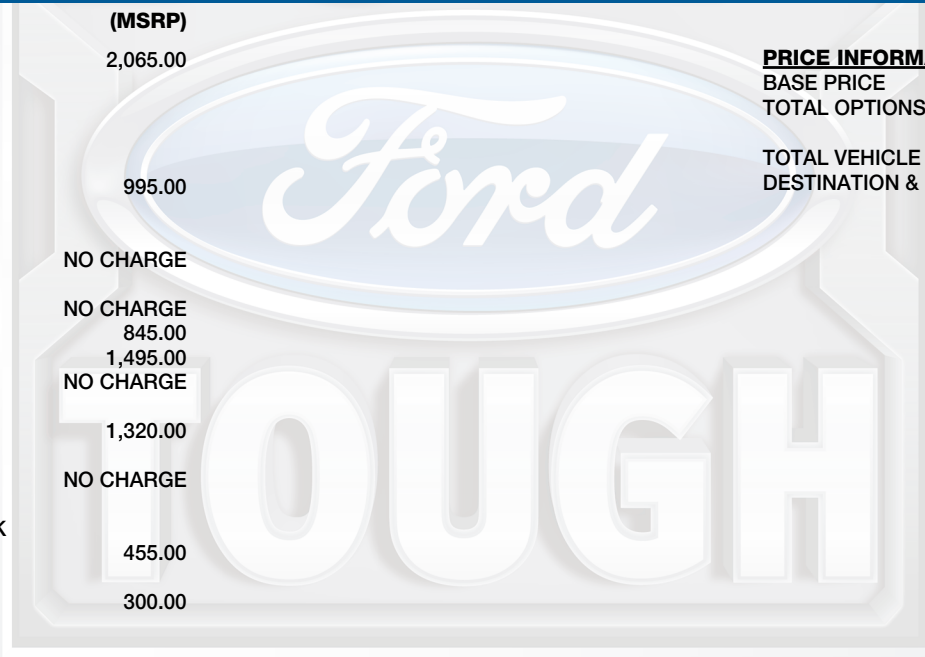 (MSRP)
2,065.00
995.00
NO CHARGE
NO CHARGE
845.00
1,495.00
NO CHARGE
1,320.00
NO CHARGE
K
455.00
300.00
PRICE INFORMA
BASE PRICE
TOTAL OPTIONS
TOTAL VEHICLE
DESTINATION &
Ford
TOUGH